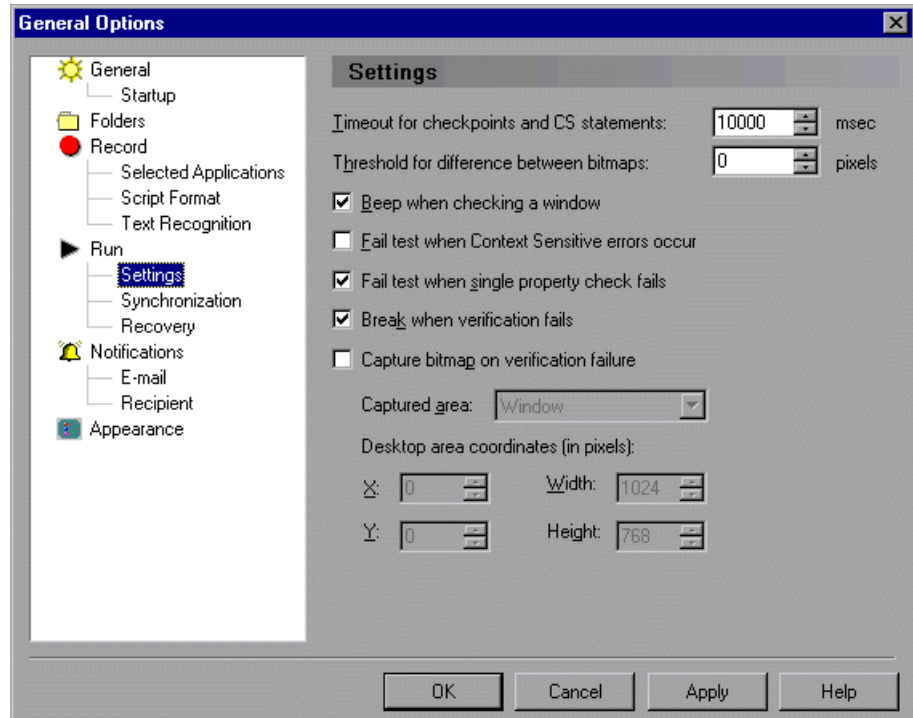 General Options
General
Startup
Folders
Record
Selected Applications
Script Format
Text Recognition
Run
Settings
Synchronization
Recovery
Notifications
E-mail
Recipient
Appearance
Settings
Timeout for checkpoints and CS statements: 10000 msec
Threshold for difference between bitmaps: 0 pixels
Beep when checking a window
Fail test when Context Sensitive errors occur
Fail test when single property check fails
Break when verification fails
Capture bitmap on verification failure
Captured area: Window
Desktop area coordinates (in pixels):
X: 0 Width: 1024
Y: 0 Height: 768
OK Cancel Apply Help